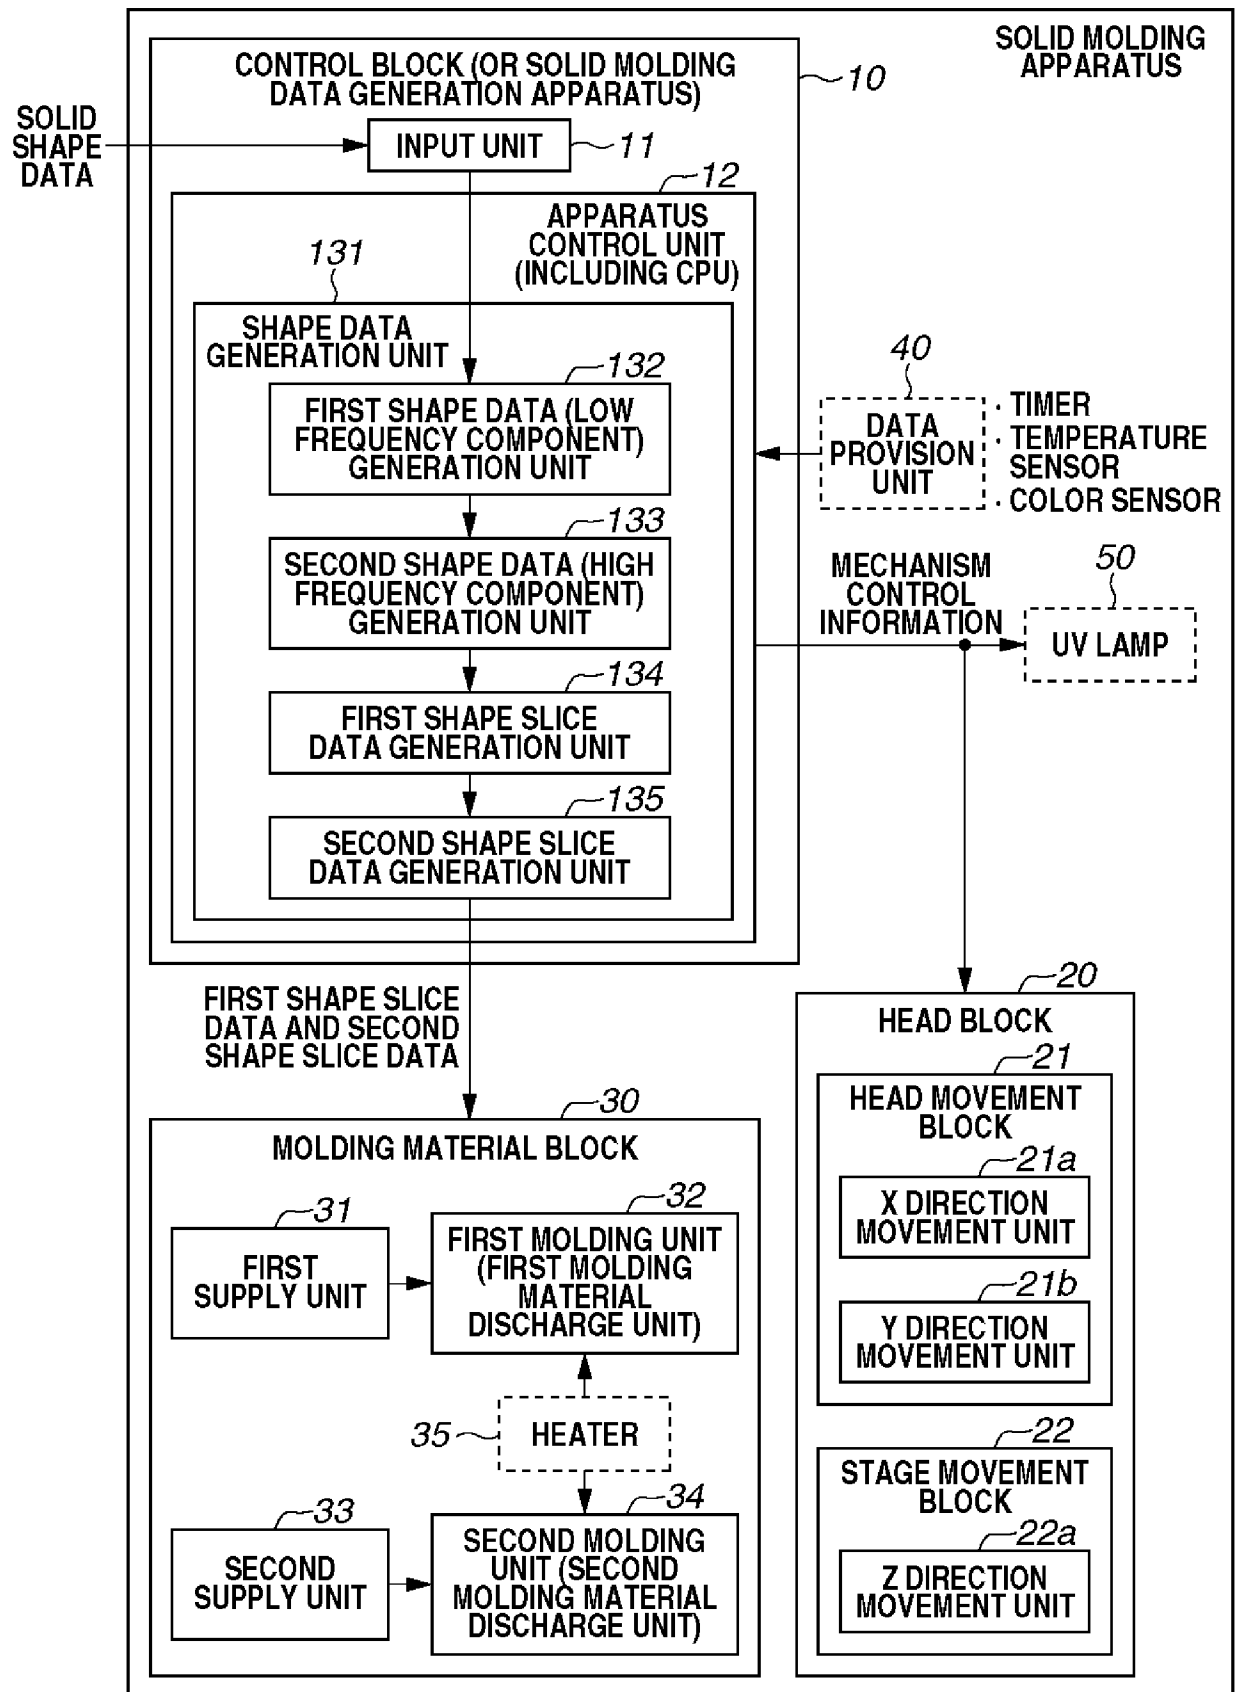 SOLID MOLDING
APPARATUS
CONTROL BLOCK (OR SOLID MOLDING
DATA GENERATION APPARATUS)
10
SOLID
SHAPE
DATA
INPUT UNIT
11
12
APPARATUS
CONTROL UNIT
(INCLUDING CPU)
131
SHAPE DATA
GENERATION UNIT
132
FIRST SHAPE DATA (LOW
FREQUENCY COMPONENT)
GENERATION UNIT
133
SECOND SHAPE DATA (HIGH
FREQUENCY COMPONENT)
GENERATION UNIT
134
FIRST SHAPE SLICE
DATA GENERATION UNIT
135
SECOND SHAPE SLICE
DATA GENERATION UNIT
40
DATA
PROVISION
UNIT
· TIMER
· TEMPERATURE
SENSOR
· COLOR SENSOR
MECHANISM
CONTROL
INFORMATION
50
UV LAMP
FIRST SHAPE SLICE
DATA AND SECOND
SHAPE SLICE DATA
20
HEAD BLOCK
21
HEAD MOVEMENT
BLOCK
21a
X DIRECTION
MOVEMENT UNIT
21b
Y DIRECTION
MOVEMENT UNIT
22
STAGE MOVEMENT
BLOCK
22a
Z DIRECTION
MOVEMENT UNIT
30
MOLDING MATERIAL BLOCK
31
FIRST
SUPPLY UNIT
32
FIRST MOLDING UNIT
(FIRST MOLDING
MATERIAL
DISCHARGE UNIT)
35
HEATER
33
SECOND
SUPPLY UNIT
34
SECOND MOLDING
UNIT (SECOND
MOLDING MATERIAL
DISCHARGE UNIT)